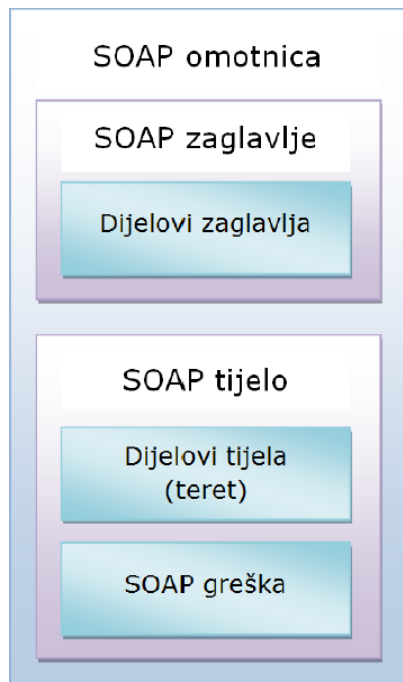 SOAP omotnica
SOAP zaglavlje
Dijelovi zaglavlja
SOAP tijelo
Dijelovi tijela
(teret)
SOAP greška